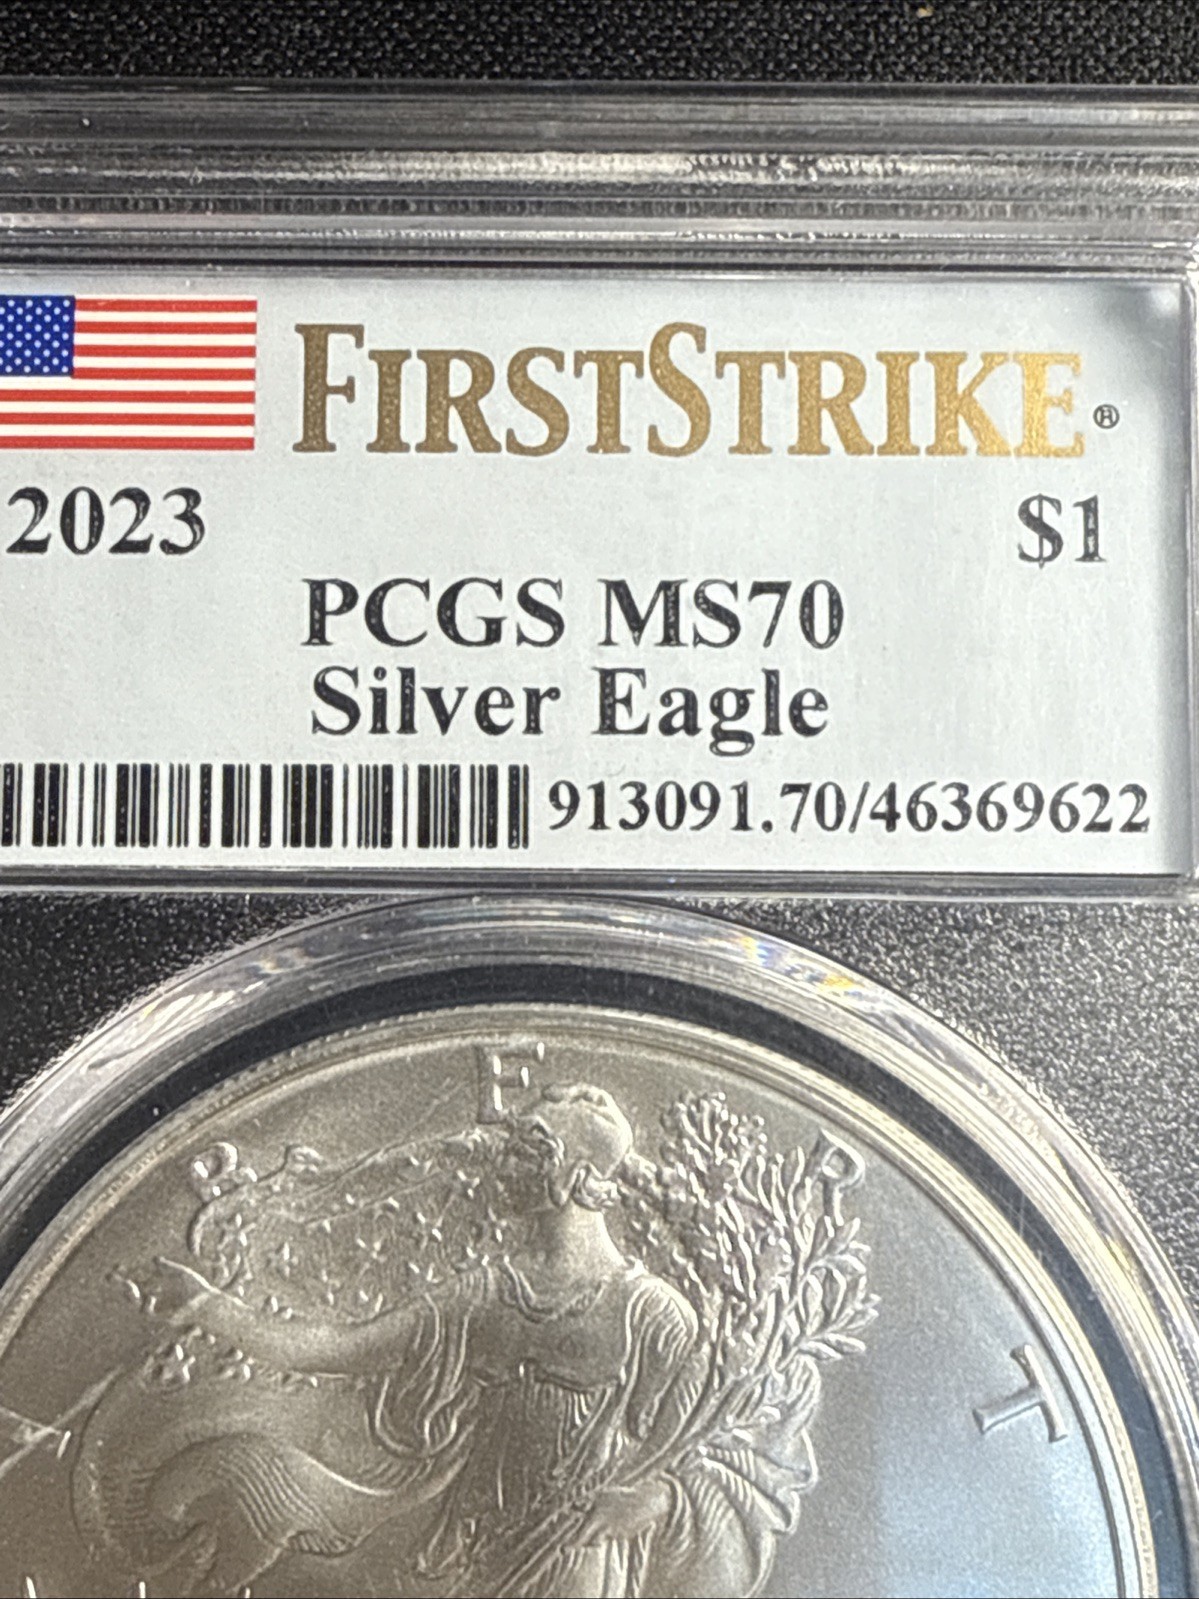 FIRSTSTRIKE®
2023 $1
PCGS MS70
Silver Eagle
913091.70/46369622
L I B E R T